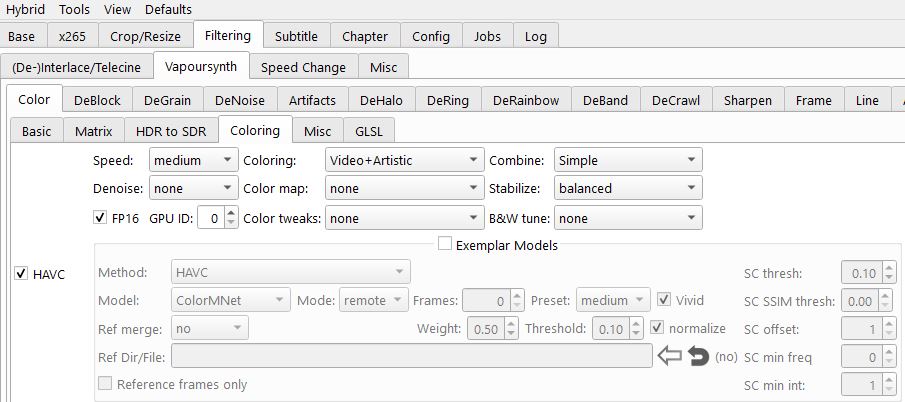 Hybrid Tools View Defaults
Base x265 Crop/Resize Filtering Subtitle Chapter Config Jobs Log
(De-)Interlace/Telecine Vapoursynth Speed Change Misc
Color DeBlock DeGrain DeNoise Artifacts DeHalo DeRing DeRainbow DeBand DeCrawl Sharpen Frame Line
Basic Matrix HDR to SDR Coloring Misc GLSL
Speed: medium Coloring: Video+Artistic Combine: Simple
Denoise: none Color map: none Stabilize: balanced
FP16 GPU ID: 0 Color tweaks: none B&W tune: none
Exemplar Models
HAVC Method: HAVC SC thresh: 0.10
Model: ColorMNet Mode: remote Frames: 0 Preset: medium Vivid SC SSIM thresh: 0.00
Ref merge: no Weight: 0.50 Threshold: 0.10 normalize SC offset: 1
Ref Dir/File: (no) SC min freq 0
Reference frames only SC min int: 1